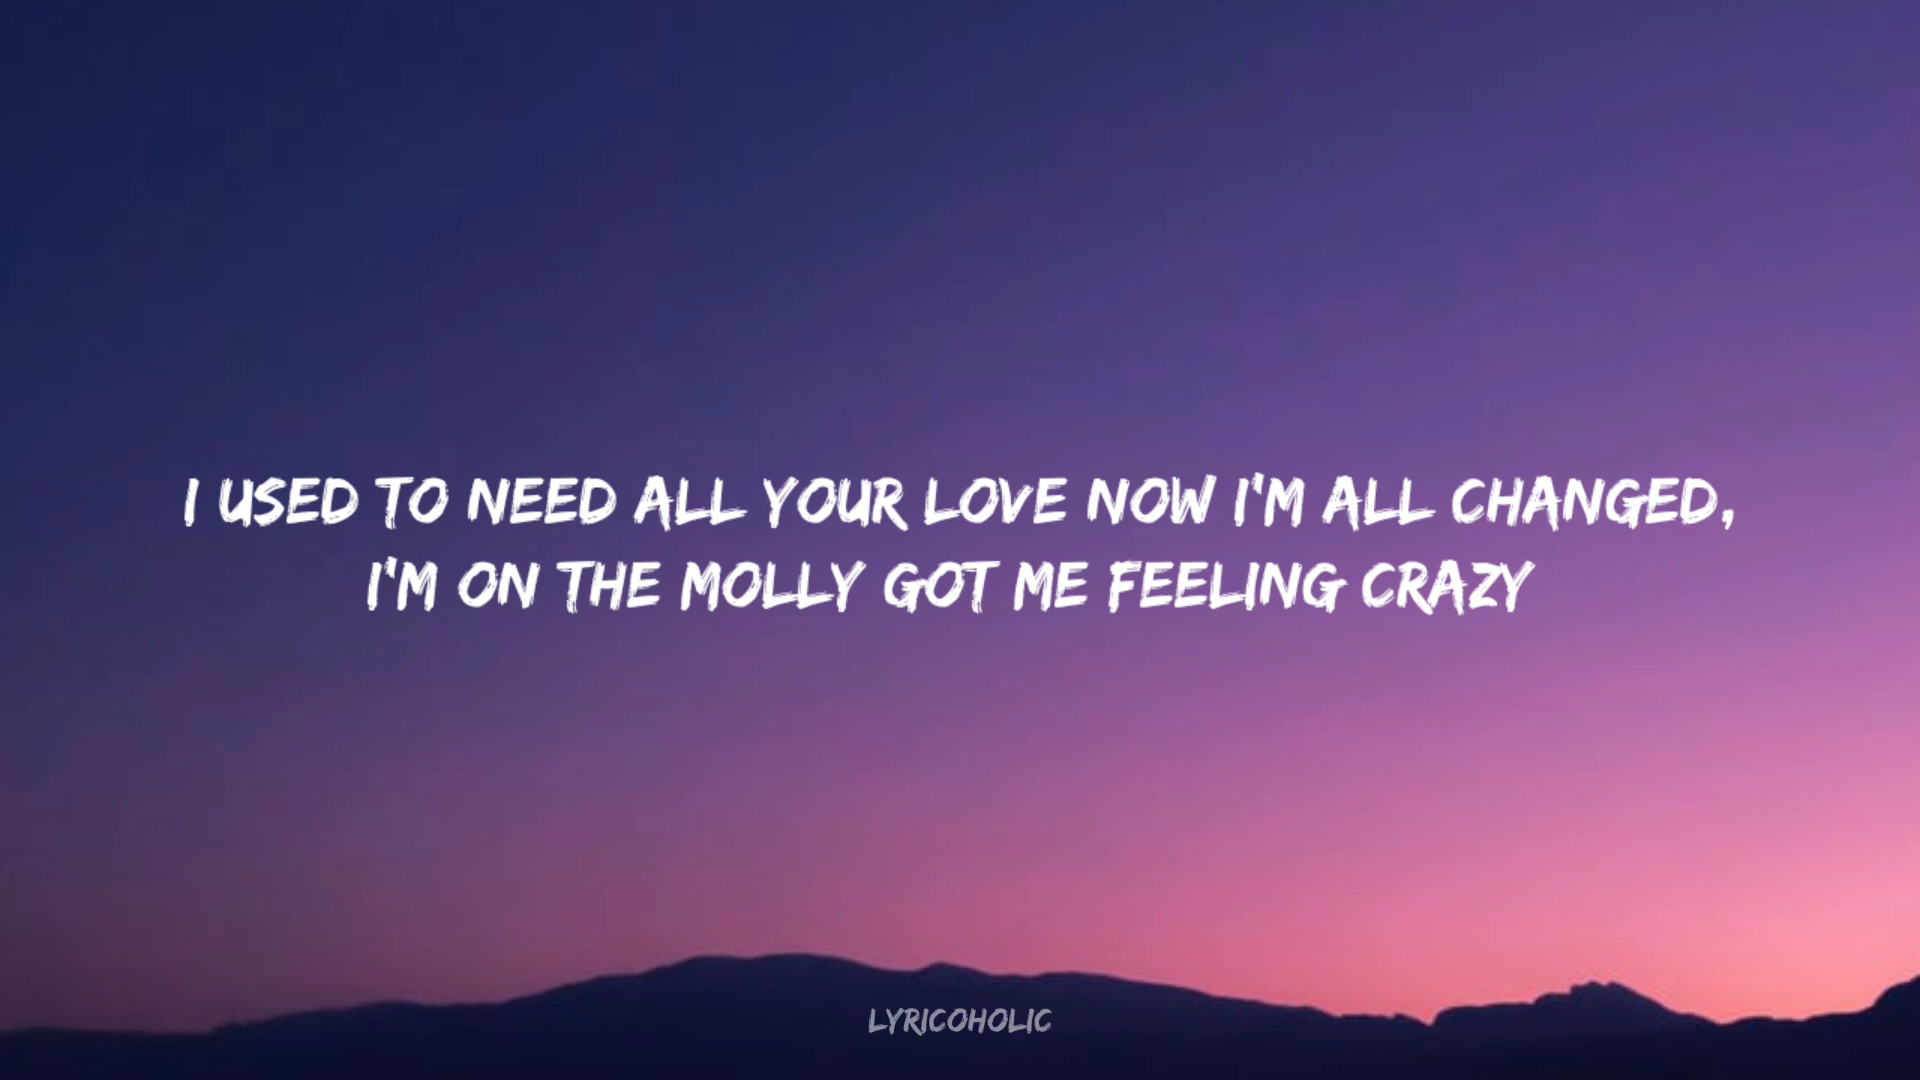 I USED TO NEED ALL YOUR LOVE NOW I'M ALL CHANGED,
I'M ON THE MOLLY GOT ME FEELING CRAZY
LYRICOHOLIC